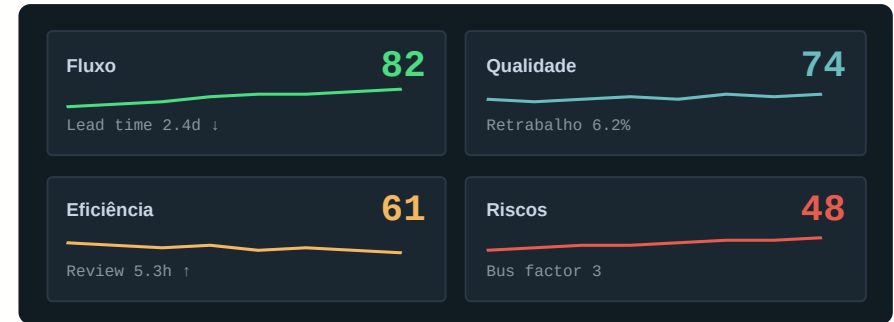 Fluxo 82
Lead time 2.4d ↓
Qualidade 74
Retrabalho 6.2%
Eficiência 61
Review 5.3h ↑
Riscos 48
Bus factor 3